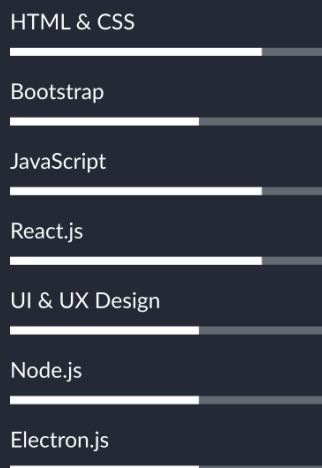 HTML & CSS
Bootstrap
JavaScript
React.js
UI & UX Design
Node.js
Electron.js